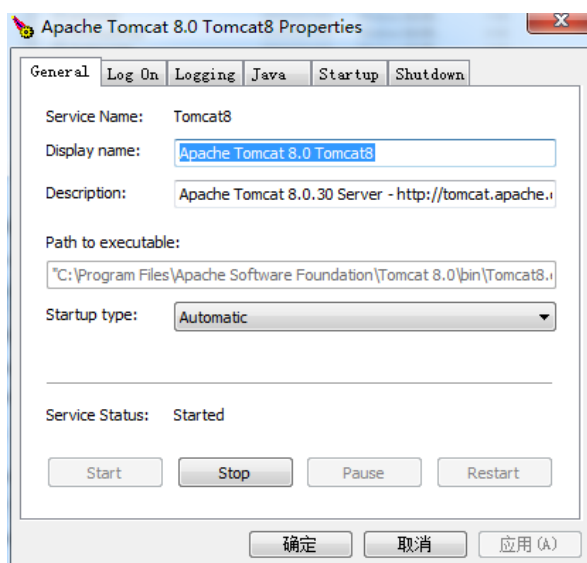 Apache Tomcat 8.0 Tomcat8 Properties
General Log On Logging Java Startup Shutdown
Service Name: Tomcat8
Display name: Apache Tomcat 8.0 Tomcat8
Description: Apache Tomcat 8.0.30 Server - http://tomcat.apache.
Path to executable:
"C:\Program Files\Apache Software Foundation\Tomcat 8.0\bin\Tomcat8.
Startup type: Automatic
Service Status: Started
Start Stop Pause Restart
确定 取消 应用(A)